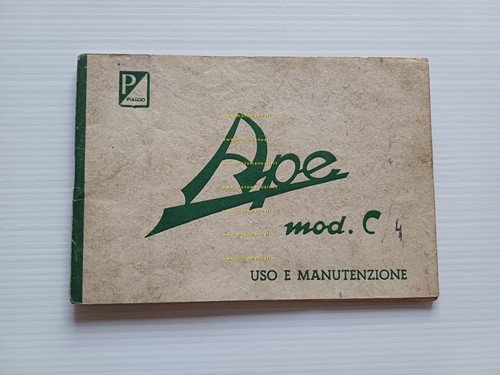 P
PIAGGIO
Ape
mod. C/4
USO E MANUTENZIONE